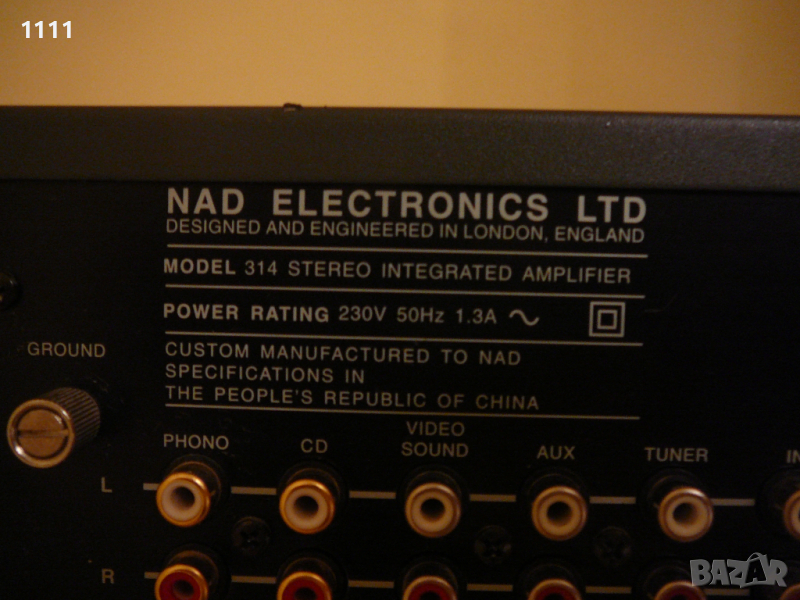 1111
NAD ELECTRONICS LTD
DESIGNED AND ENGINEERED IN LONDON, ENGLAND
MODEL 314 STEREO INTEGRATED AMPLIFIER
POWER RATING 230V 50Hz 1.3A
CUSTOM MANUFACTURED TO NAD
SPECIFICATIONS IN
THE PEOPLE'S REPUBLIC OF CHINA
GROUND
PHONO
CD
VIDEO
SOUND
AUX
TUNER
L
R
BAZAR